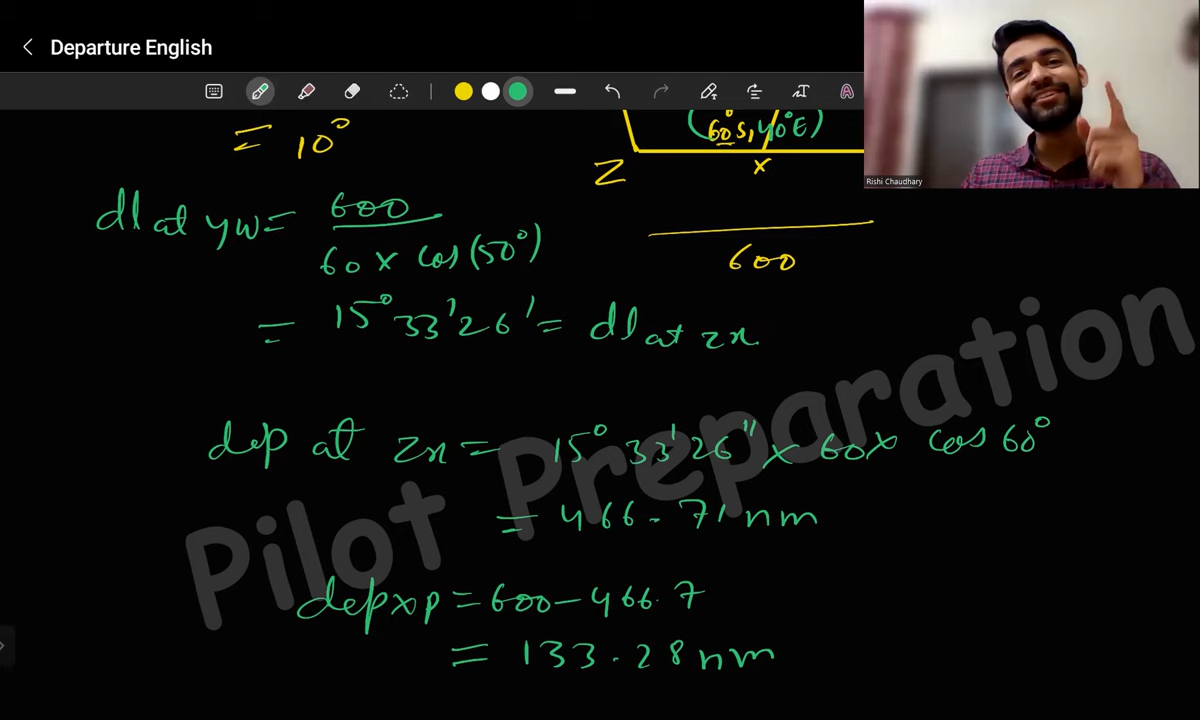 Departure English
= 10°
(60°S, 40°E)
Z
x
Rishi Chaudhary
dl at yw = 600
60 x cos (50°)
600
= 15° 33' 26' = dl at zx
dep at zx = 15° 33' 26" x 60 x cos 60°
= 466.71 nm
dep xp = 600 - 466.7
= 133.28 nm
Pilot Preparation